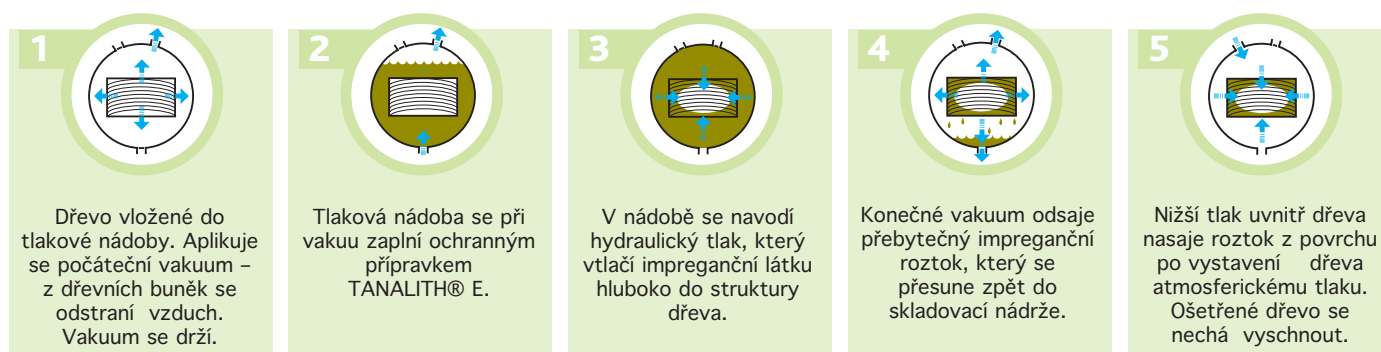 1
Dřevo vložené do
tlakové nádoby. Aplikuje
se počáteční vakuum –
z dřevních buněk se
odstraní vzduch.
Vakuum se drží.
2
Tlaková nádoba se při
vakuu zaplní ochranným
přípravkem
TANALITH® E.
3
V nádobě se navodí
hydraulický tlak, který
vtlačí impreganční látku
hluboko do struktury
dřeva.
4
Konečné vakuum odsaje
přebytečný impreganční
roztok, který se
přesune zpět do
skladovací nádrže.
5
Nižší tlak uvnitř dřeva
nasaje roztok z povrchu
po vystavení dřeva
atmosferickému tlaku.
Ošetřené dřevo se
nechá vyschnout.